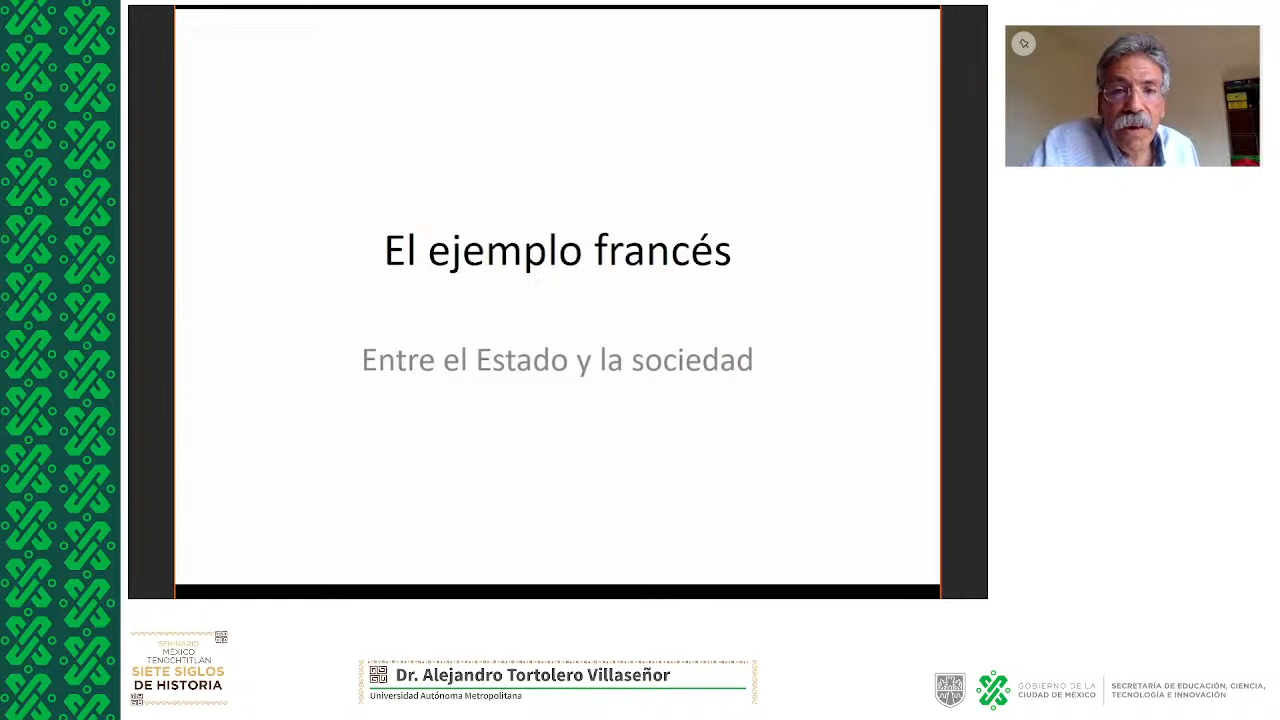 El ejemplo francés
Entre el Estado y la sociedad
SEMINARIO
MÉXICO
TENOCHTITLAN
SIETE SIGLOS
DE HISTORIA
Dr. Alejandro Tortolero Villaseñor
Universidad Autónoma Metropolitana
GOBIERNO DE LA
CIUDAD DE MÉXICO
SECRETARÍA DE EDUCACIÓN, CIENCIA,
TECNOLOGÍA E INNOVACIÓN